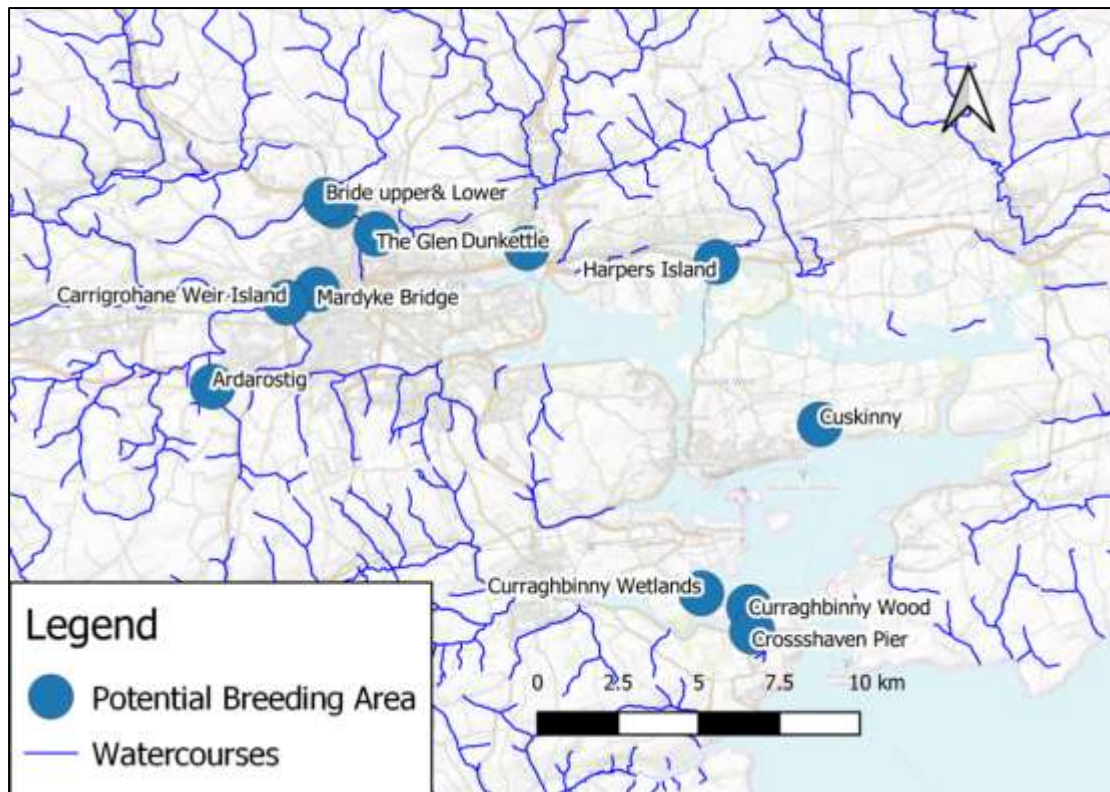 Bride upper& Lower
The Glen
Dunkettle
Harpers Island
Carrigrohane Weir Island
Mardyke Bridge
Ardarostig
Cuskinny
Curraghbinny Wetlands
Curraghbinny Wood
Crossshaven Pier
Legend
Potential Breeding Area
Watercourses
0 2.5 5 7.5 10 km